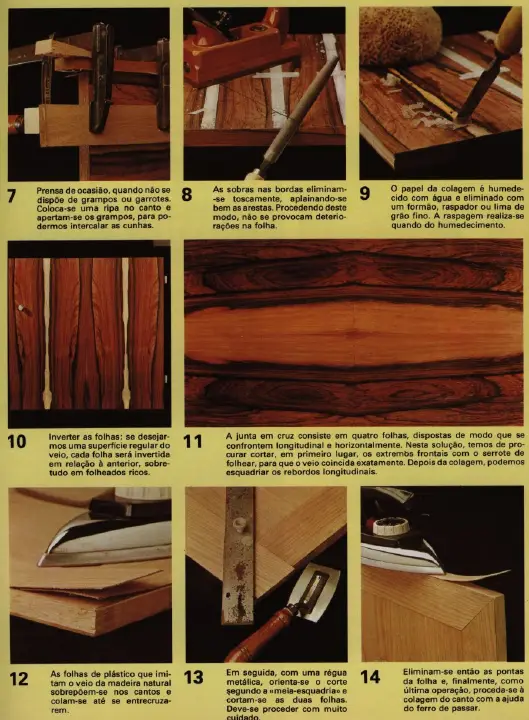 7
Prensa de ocasião, quando não se
dispõe de grampos ou garrotes.
Coloca-se uma ripa no canto e
apertam-se os grampos, para po-
dermos intercalar as cunhas.
8
As sobras nas bordas eliminam-
-se toscamente, aplainando-se
bem as arestas. Procedendo deste
modo, não se provocam deterio-
rações na folha.
9
O papel da colagem é humede-
cido com água e eliminado com
um formão, raspador ou lima de
grão fino. A raspagem realiza-se
quando do humedecimento.
10
Inverter as folhas: se desejar-
mos uma superfície regular do
veio, cada folha será invertida
em relação à anterior, sobre-
tudo em folheados ricos.
11
A junta em cruz consiste em quatro folhas, dispostas de modo que se
confrontem longitudinal e horizontalmente. Nesta solução, temos de pro-
curar cortar, em primeiro lugar, os extremos frontais com o serrote de
folhear, para que o veio coincida exatamente. Depois da colagem, podemos
esquadriar os rebordos longitudinais.
12
As folhas de plástico que imi-
tam o veio da madeira natural
sobrepõem-se nos cantos e
colam-se até se entrecruza-
rem.
13
Em seguida, com uma régua
metálica, orienta-se o corte
segundo a «meia-esquadria» e
cortam-se as duas folhas.
Deve-se proceder com muito
cuidado.
14
Eliminam-se então as pontas
da folha e, finalmente, como
última operação, proceda-se à
colagem do canto com a ajuda
do ferro de passar.